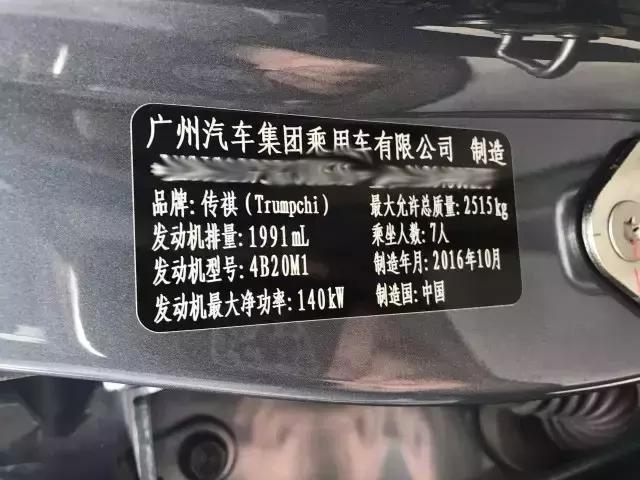 广州汽车集团乘用车有限公司 制造
品牌:传祺(Trumpchi) 最大允许总质量:2515kg
发动机排量:1991mL 乘坐人数:7人
发动机型号:4B20M1 制造年月:2016年10月
发动机最大净功率:140kW 制造国:中国